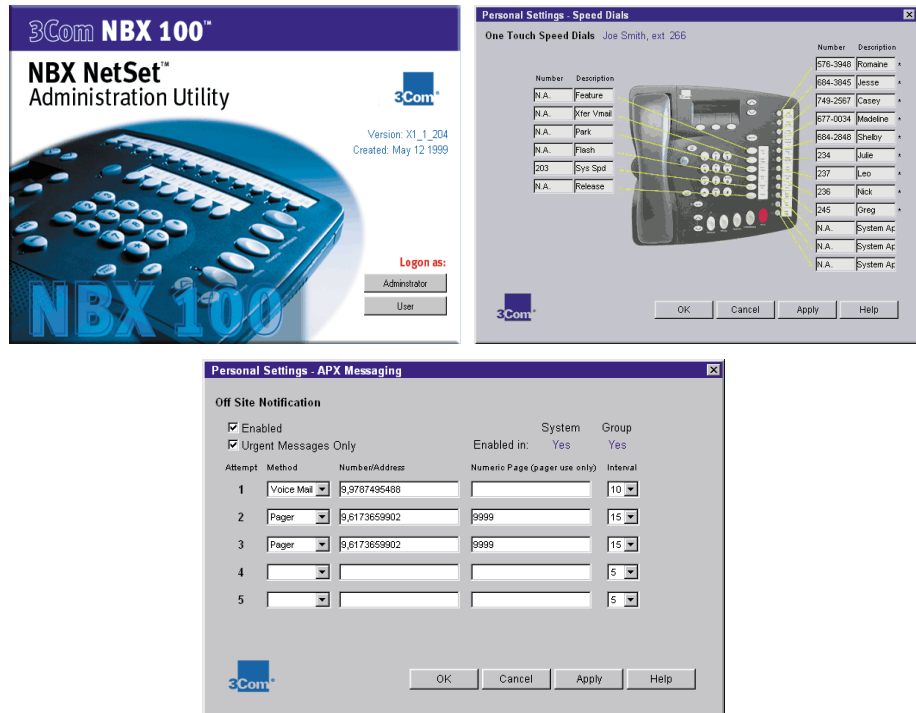 3Com NBX 100™
NBX NetSet™
Administration Utility
3Com
Version: X1_1_204
Created: May 12 1999
Logon as:
Adminstrator
User
NBX 100
Personal Settings - Speed Dials
One Touch Speed Dials Joe Smith, ext 266
Number Description
N.A. Feature
N.A. Xfer Vmail
N.A. Park
N.A. Flash
203 Sys Spd
N.A. Release
Number Description
576-3948 Romaine *
684-3845 Jesse *
749-2567 Casey *
677-0034 Madeline *
684-2848 Shelby *
234 Julie *
237 Leo *
236 Nick *
245 Greg *
N.A. System Ap
N.A. System Ap
N.A. System Ap
3Com
OK Cancel Apply Help
Personal Settings - APX Messaging
Off Site Notification
Enabled
Urgent Messages Only
System Group
Enabled in: Yes Yes
Attempt Method Number/Address Numeric Page (pager use only) Interval
1 Voice Mail 9,9787495488 10
2 Pager 9,6173659902 9999 15
3 Pager 9,6173659902 9999 15
4 5
5 5
3Com
OK Cancel Apply Help